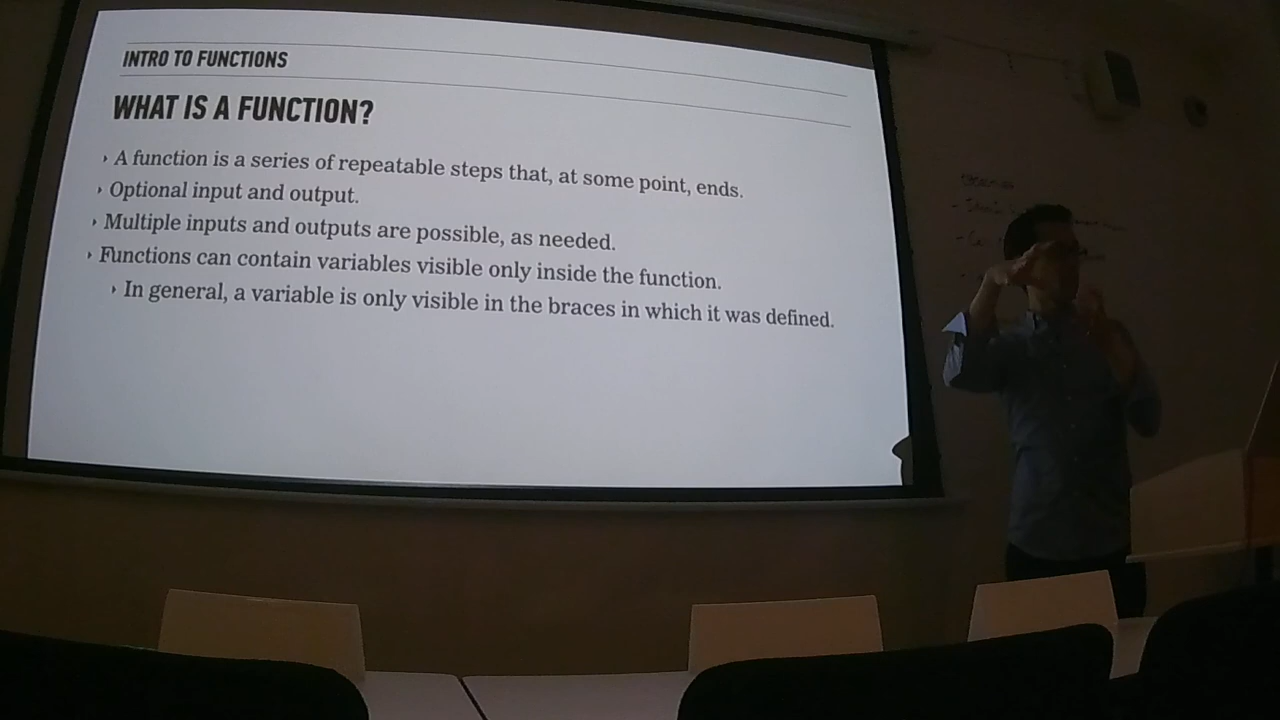 INTRO TO FUNCTIONS
WHAT IS A FUNCTION?
A function is a series of repeatable steps that, at some point, ends.
Optional input and output.
Multiple inputs and outputs are possible, as needed.
Functions can contain variables visible only inside the function.
In general, a variable is only visible in the braces in which it was defined.